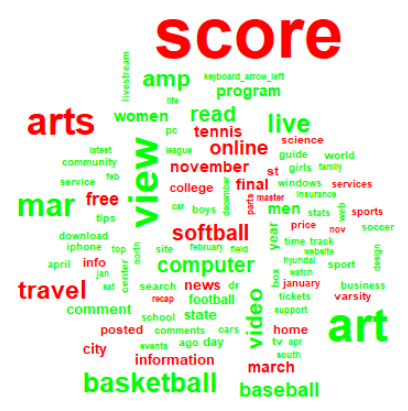 score
livestream
amp
keyboard_arrow_left
program
life
arts
women
read
live
pc
tennis
science
latest
league
online
guide
world
community
view
november
st
girls
family
service
feb
college
final
windows
services
mar
free
car
boys
december
parts
master
insurance
men
stats
web
sports
tips
softball
year
price
nov
soccer
download
iphone
top
site
february
field
time
track
website
april
info
jan
center
north
computer
box
hyundai
watch
sport
design
travel
sat
search
news
dr
january
business
recap
football
video
tickets
varsity
comment
school
state
support
art
posted
comments
cars
home
city
ago
day
tv
apr
events
south
information
march
basketball
baseball